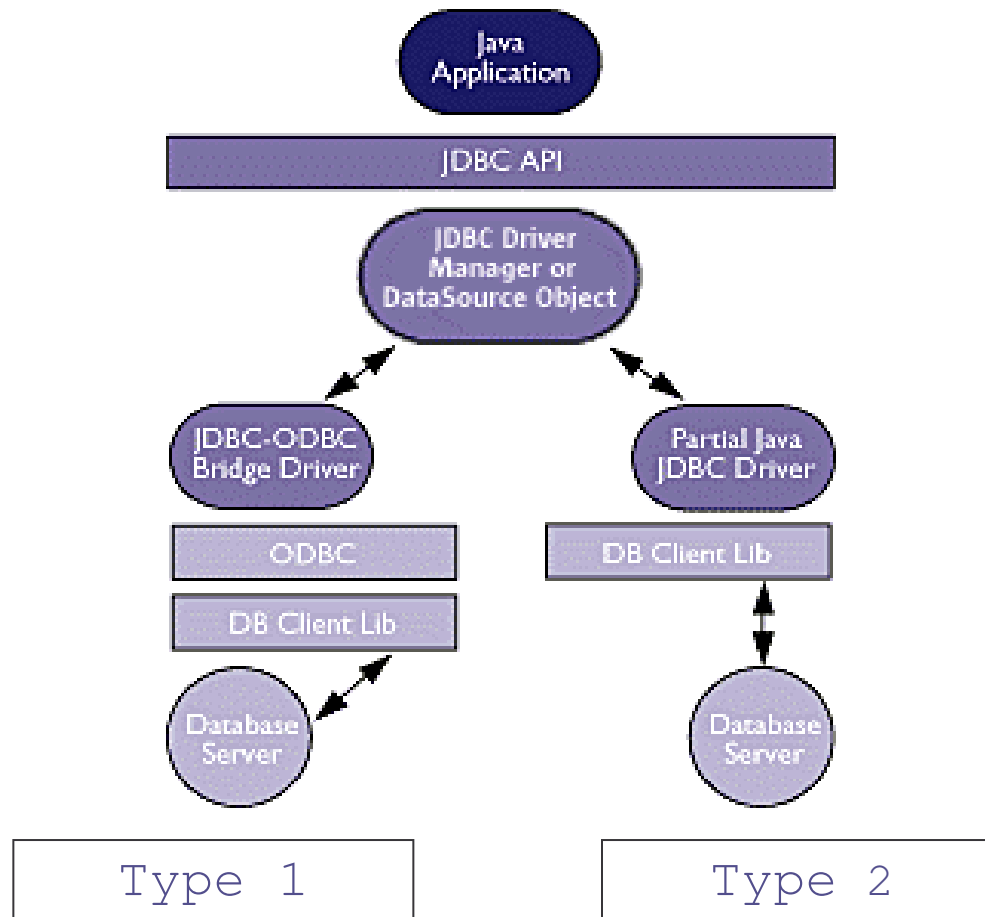 Java
Application
JDBC API
JDBC Driver
Manager or
DataSource Object
JDBC-ODBC
Bridge Driver
Partial Java
JDBC Driver
ODBC
DB Client Lib
DB Client Lib
Database
Server
Database
Server
Type 1
Type 2